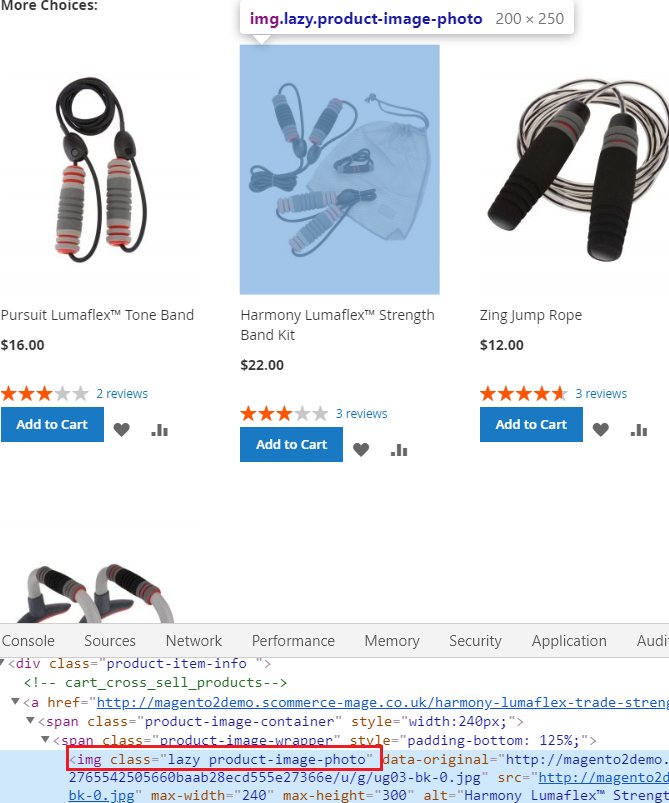 More Choices:
img.lazy.product-image-photo 200 × 250
Pursuit Lumaflex™ Tone Band
$16.00
2 reviews
Add to Cart
Harmony Lumaflex™ Strength
Band Kit
$22.00
3 reviews
Add to Cart
Zing Jump Rope
$12.00
3 reviews
Add to Cart
Console Sources Network Performance Memory Security Application Audi
▼<div class="product-item-info ">
<!-- cart_cross_sell_products-->
▼<a href="http://magento2demo.scommerce-mage.co.uk/harmony-lumaflex-trade-streng
▼<span class="product-image-container" style="width:240px;">
▼<span class="product-image-wrapper" style="padding-bottom: 125%;">
<img class="lazy product-image-photo" data-original="http://magento2demo.
2765542505660baab28ecd555e27366e/u/g/ug03-bk-0.jpg" src="http://magento2d
bk-0.jpg" max-width="240" max-height="300" alt="Harmony Lumaflex™ Strengt